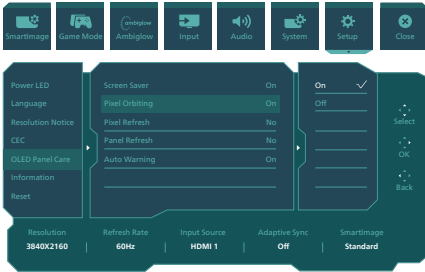 SmartImage Game Mode Ambiglow Input Audio System Setup Close
ambiglow
Power LED Screen Saver On On
Language Pixel Orbiting On Off
Resolution Notice Pixel Refresh No
Select
CEC Panel Refresh No
OK
OLED Panel Care Auto Warning On
Information
Back
Reset
Resolution Refresh Rate Input Source Adaptive Sync SmartImage
3840X2160 60Hz HDMI 1 Off Standard